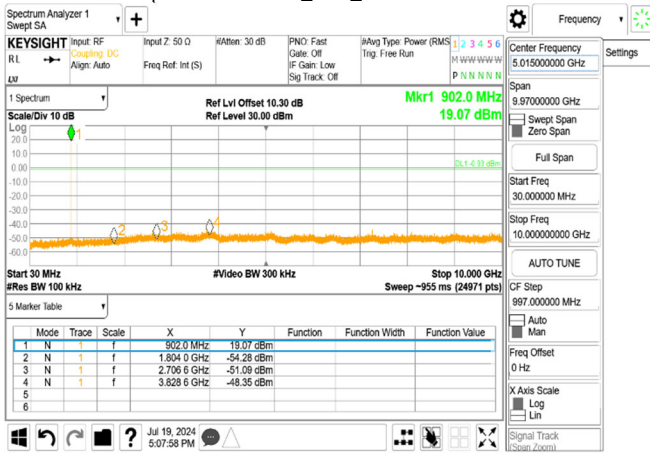 Spectrum Analyzer 1
Swept SA
Frequency
KEYSIGHT
RL
Input: RF
Coupling: DC
Align: Auto
Input Z: 50 Ω
Freq Ref: Int (S)
#Atten: 30 dB
PNO: Fast
Gate: Off
IF Gain: Low
Sig Track: Off
#Avg Type: Power (RMS
Trig: Free Run
1 2 3 4 5 6
M W W W W W
P N N N N N
Center Frequency
5.015000000 GHz
Settings
1 Spectrum
Scale/Div 10 dB
Ref Lvl Offset 10.30 dB
Ref Level 30.00 dBm
Mkr1 902.0 MHz
19.07 dBm
Span
9.97000000 GHz
Swept Span
Zero Span
Full Span
Start Freq
30.000000 MHz
Stop Freq
10.000000000 GHz
AUTO TUNE
CF Step
997.000000 MHz
Auto
Man
Freq Offset
0 Hz
X Axis Scale
Log
Lin
Signal Track
(Span Zoom)
Log
20.0
10.0
0.00
-10.0
-20.0
-30.0
-40.0
-50.0
-60.0
1
2
3
4
DL1 -0.93 dBm
Start 30 MHz
#Res BW 100 kHz
#Video BW 300 kHz
Stop 10.000 GHz
Sweep ~955 ms (24971 pts)
5 Marker Table
Mode Trace Scale X Y Function Function Width Function Value
1 N 1 f 902.0 MHz 19.07 dBm
2 N 1 f 1.804 0 GHz -54.28 dBm
3 N 1 f 2.706 6 GHz -51.09 dBm
4 N 1 f 3.828 6 GHz -48.35 dBm
5
6
?
Jul 19, 2024
5:07:58 PM